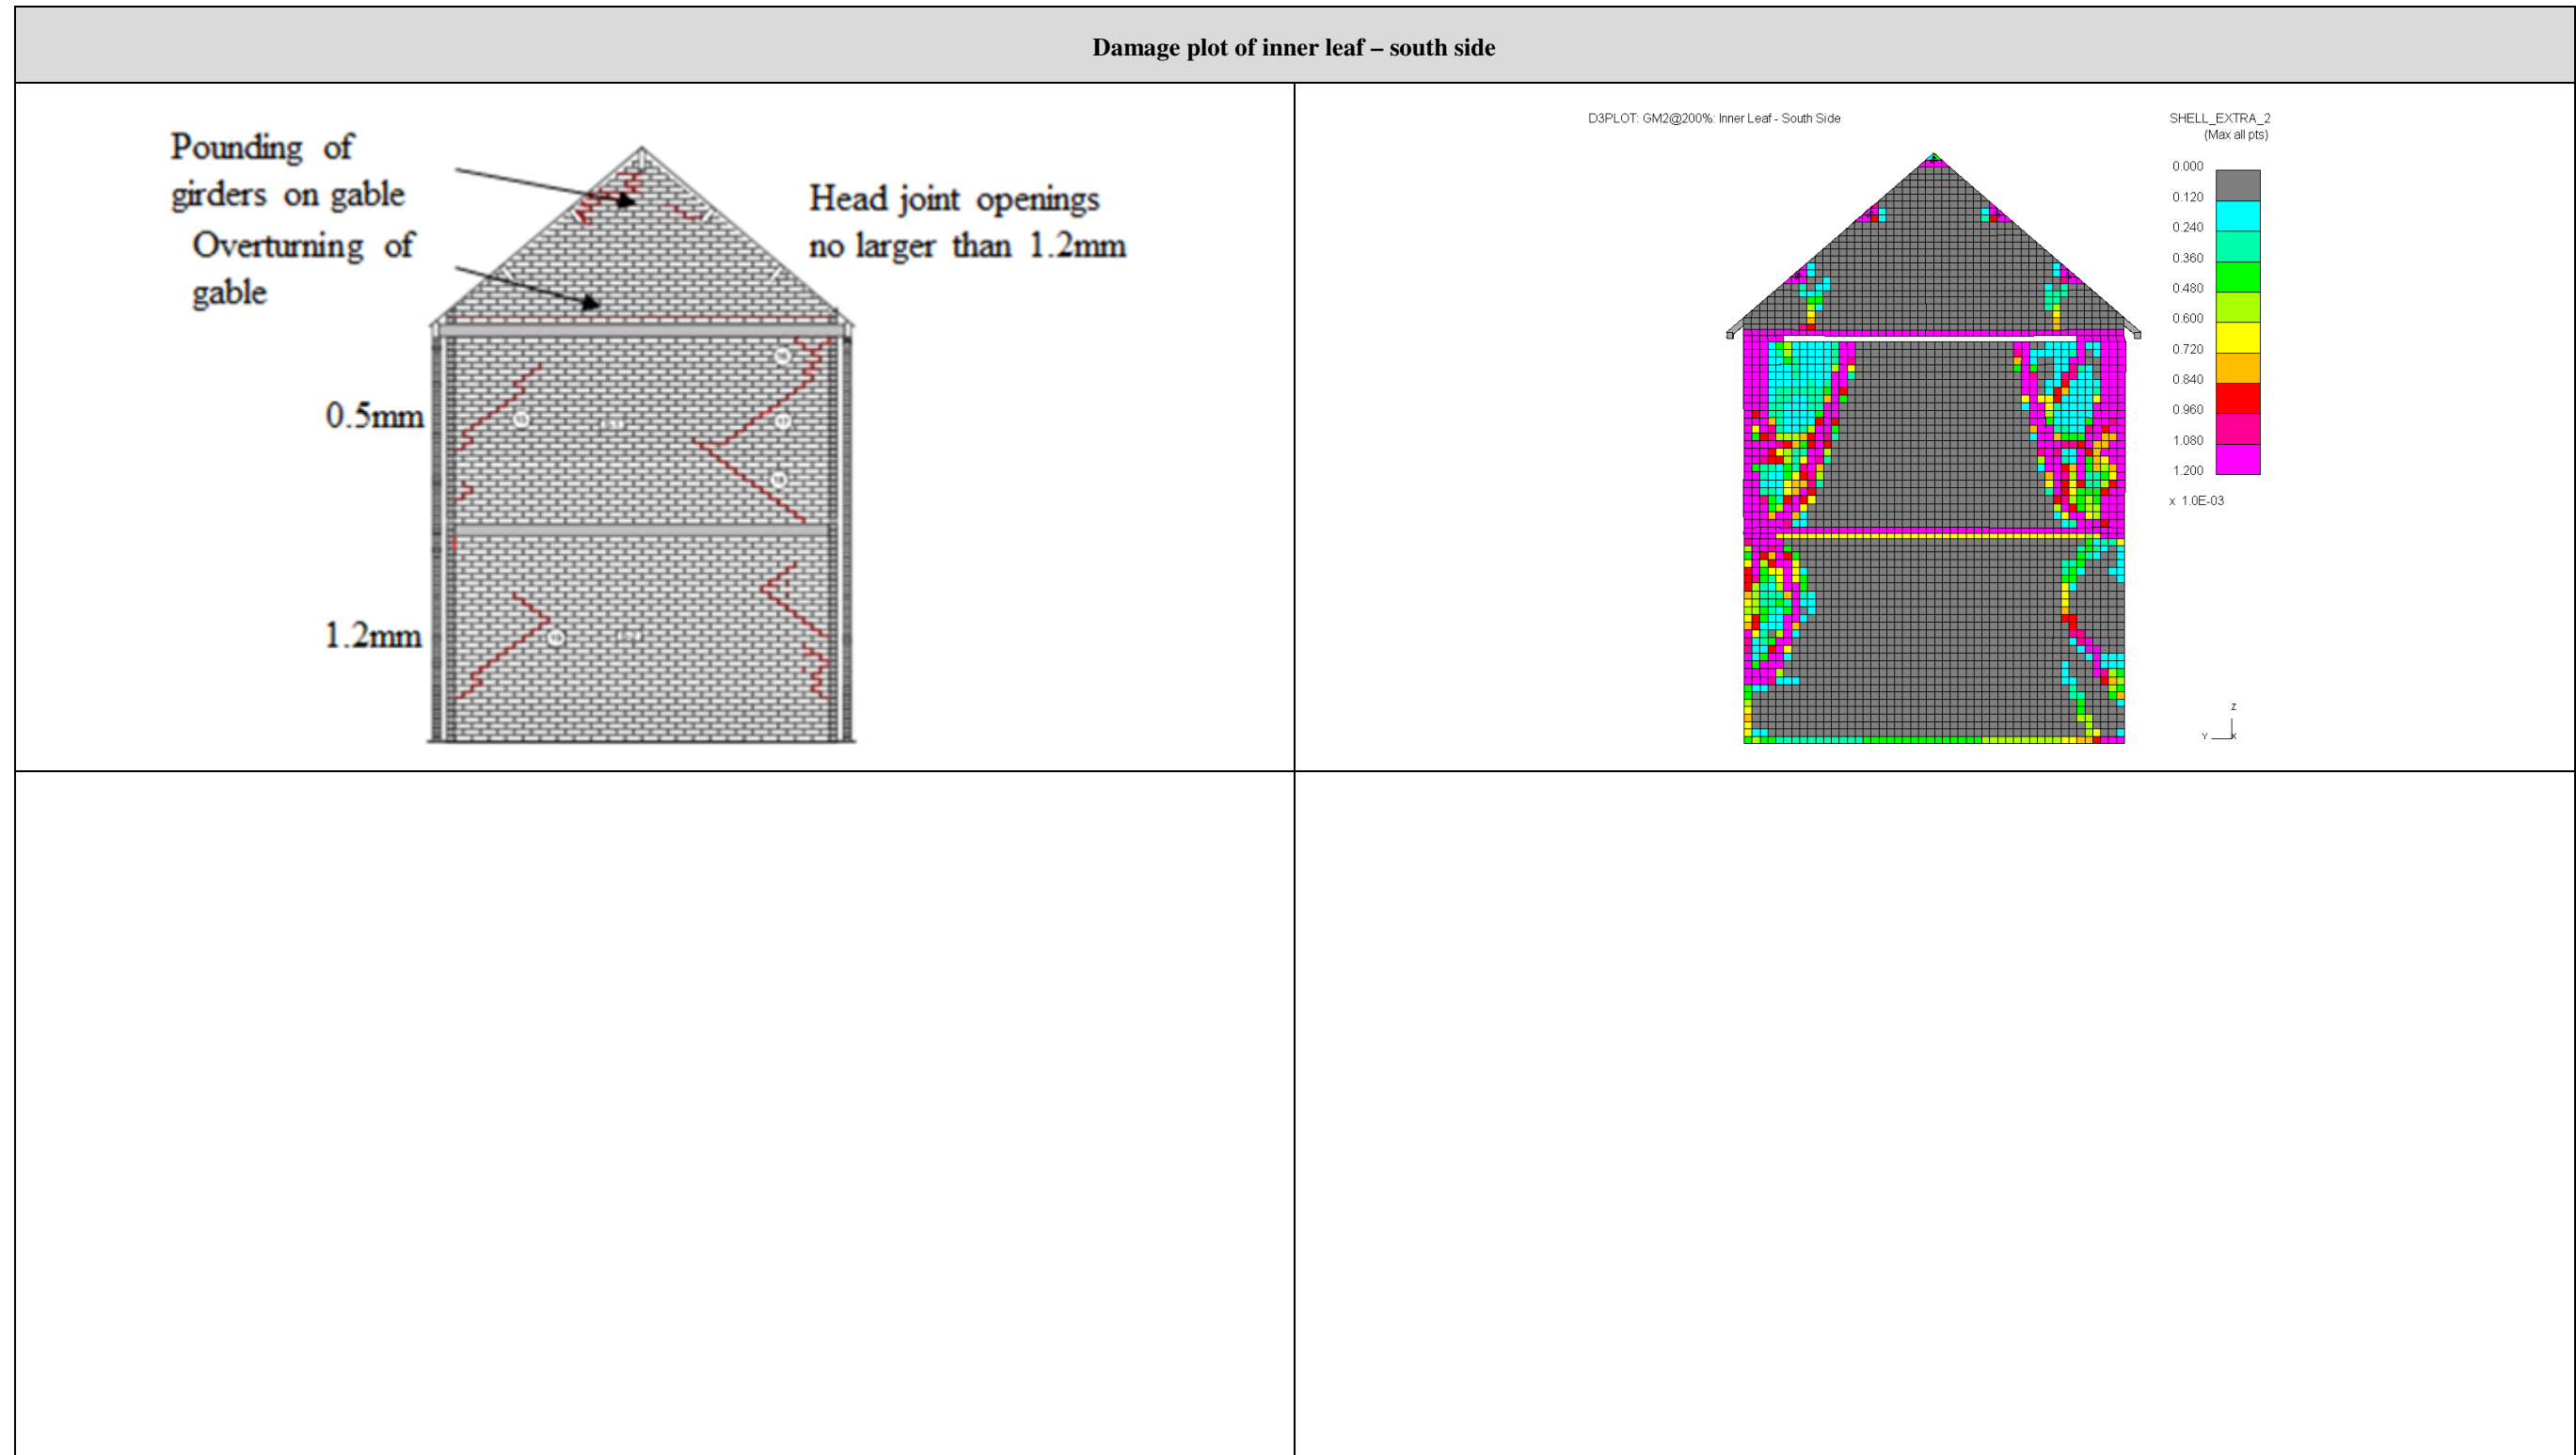 Damage plot of inner leaf – south side
Pounding of
girders on gable
Overturning of
gable
Head joint openings
no larger than 1.2mm
0.5mm
1.2mm
D3PLOT: GM2@200%: Inner Leaf - South Side
SHELL_EXTRA_2
(Max all pts)
0.000
0.120
0.240
0.360
0.480
0.600
0.720
0.840
0.960
1.080
1.200
x 1.0E-03
Z
Y
X